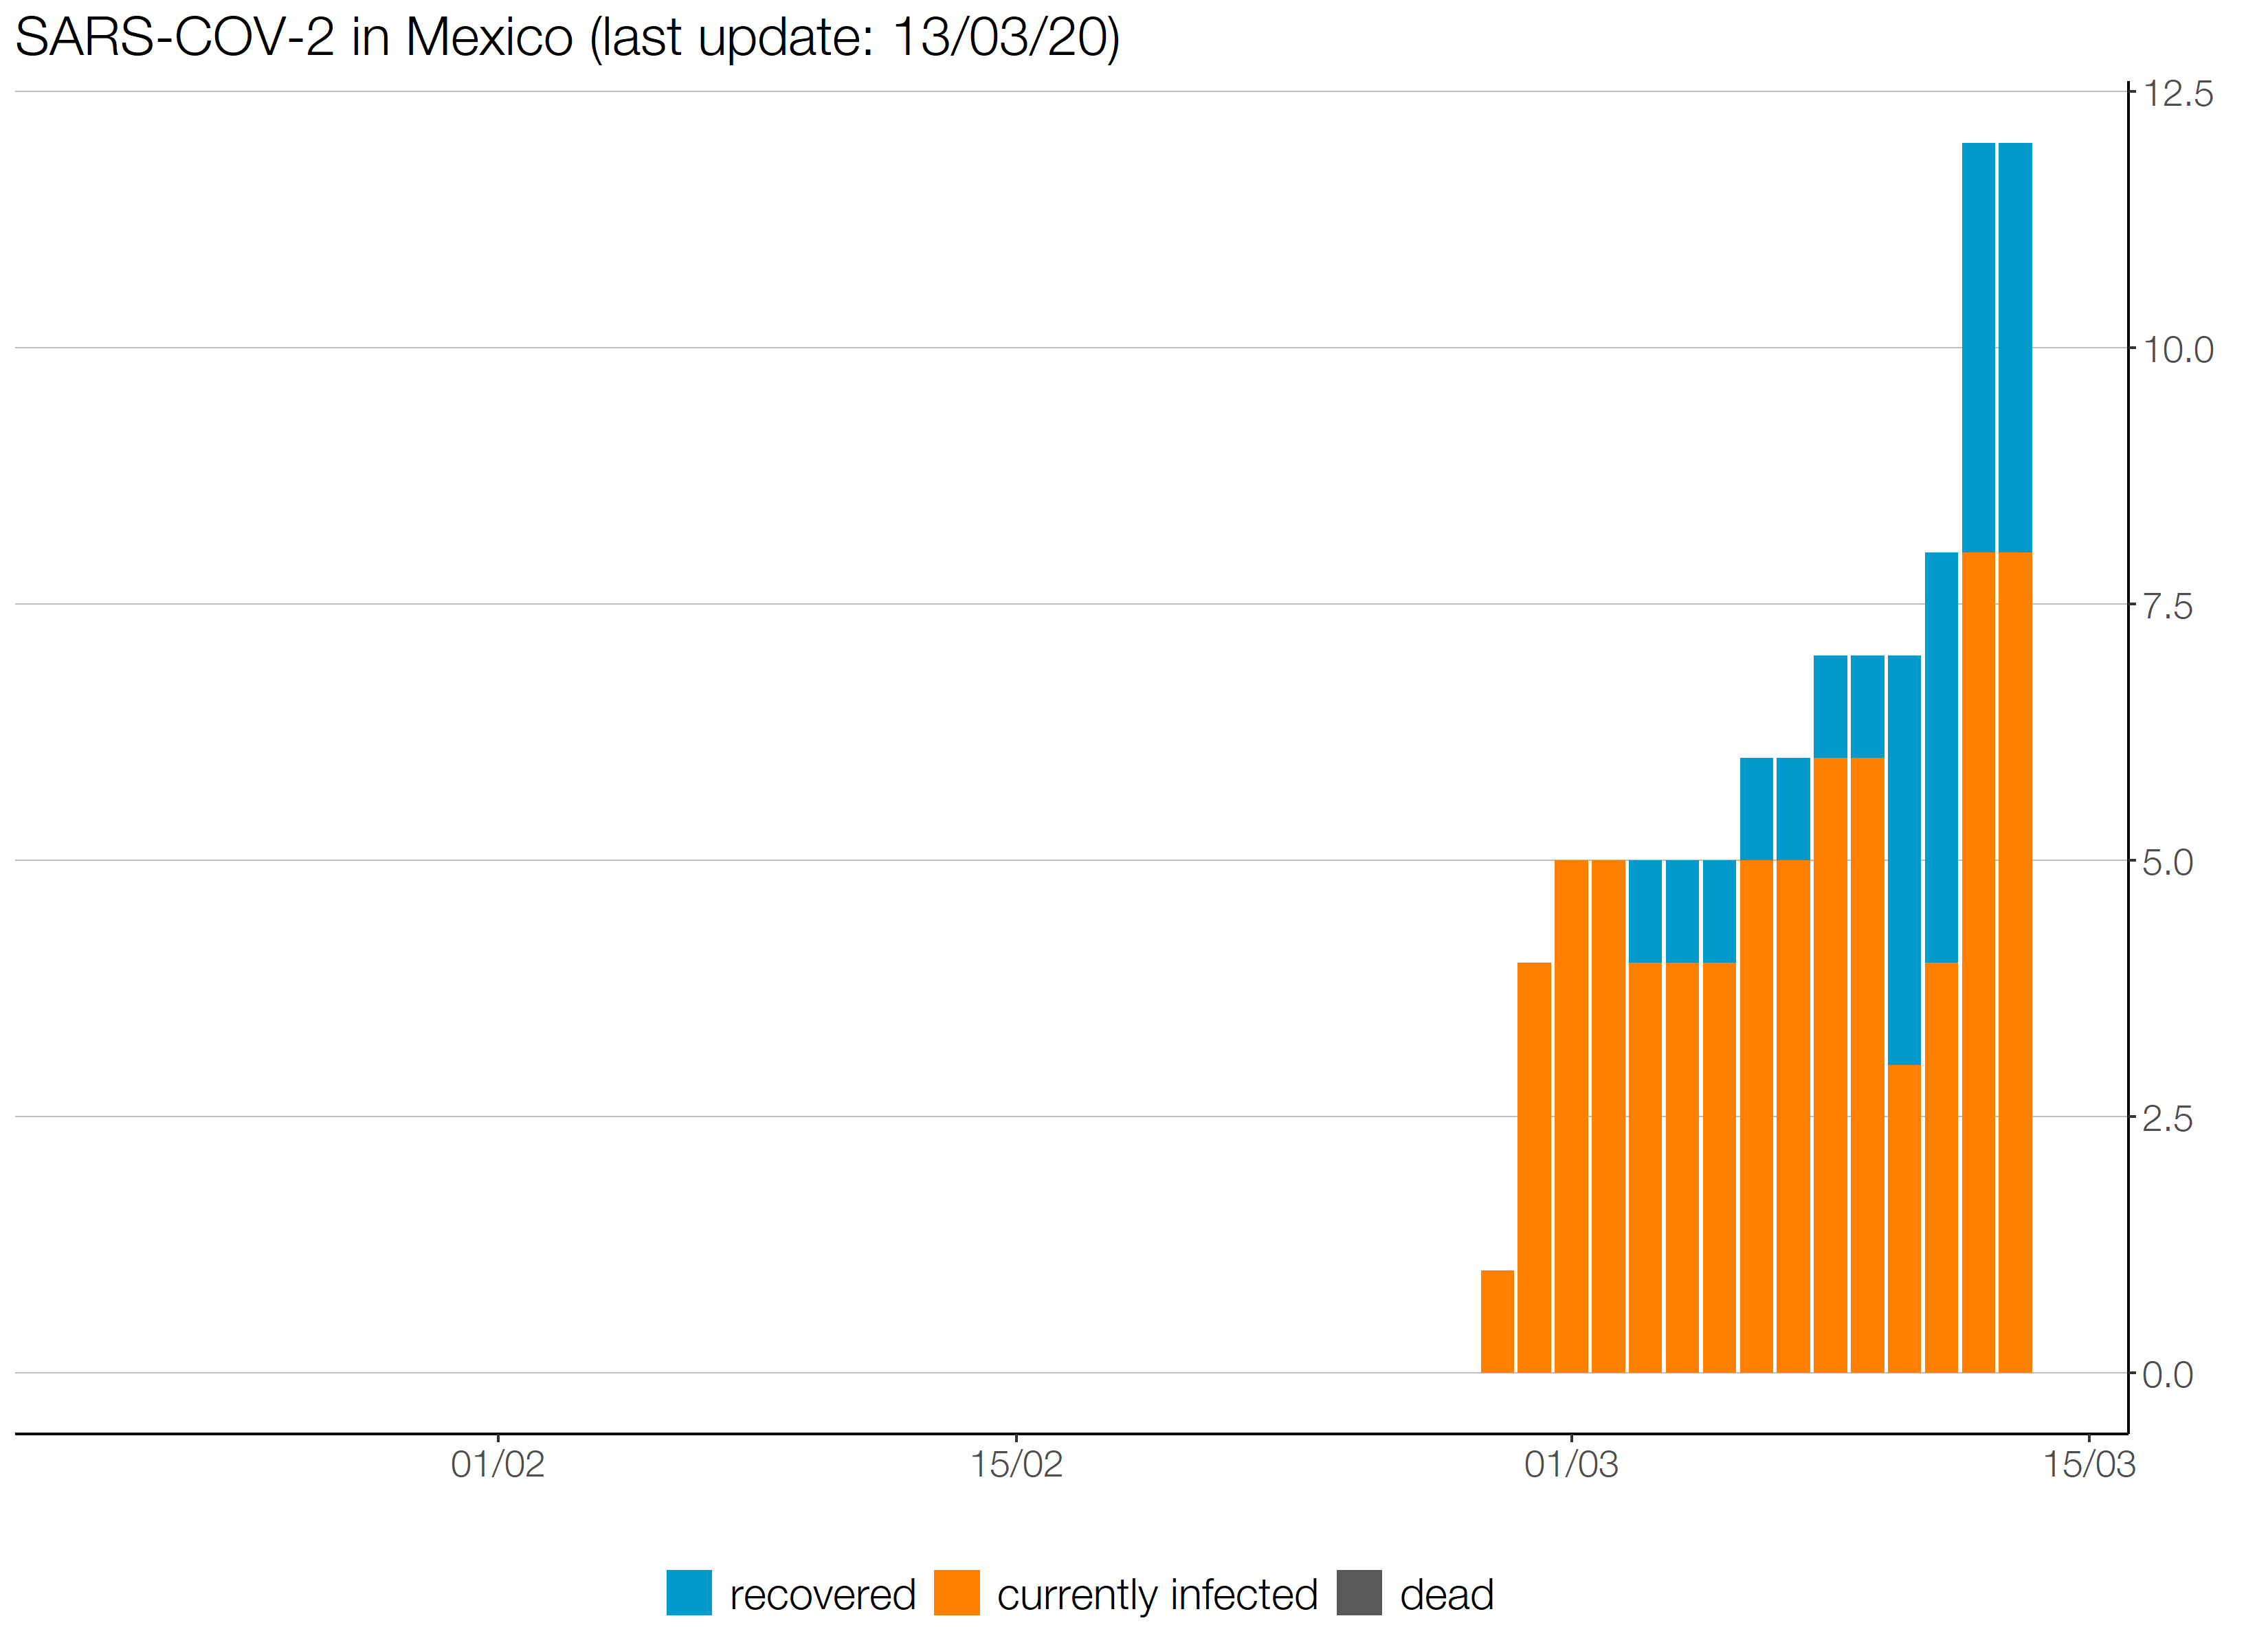 SARS-COV-2 in Mexico (last update: 13/03/20)
12.5
10.0
7.5
5.0
2.5
0.0
01/02 15/02 01/03 15/03
recovered currently infected dead